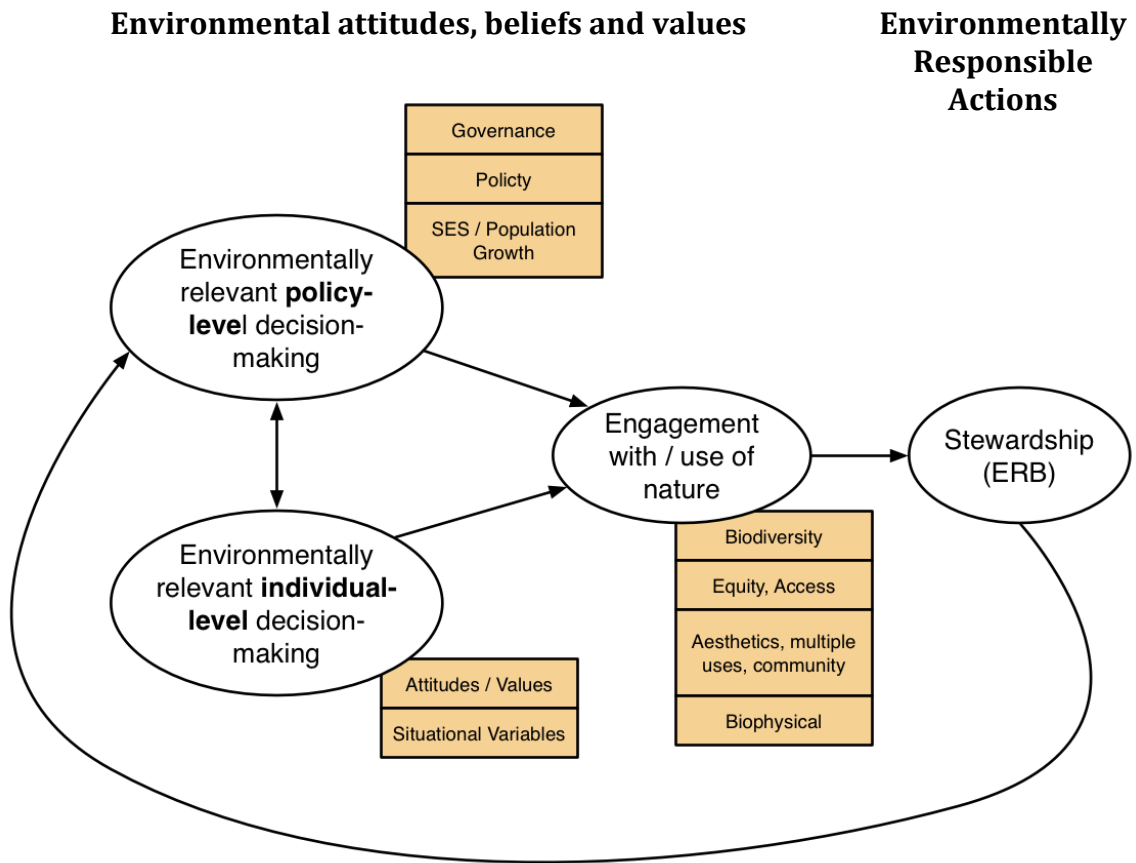 Environmental attitudes, beliefs and values
Environmentally
Responsible
Actions
Governance
Policty
SES / Population
Growth
Environmentally
relevant policy-
level decision-
making
Engagement
with / use of
nature
Stewardship
(ERB)
Environmentally
relevant individual-
level decision-
making
Biodiversity
Equity, Access
Aesthetics, multiple
uses, community
Biophysical
Attitudes / Values
Situational Variables